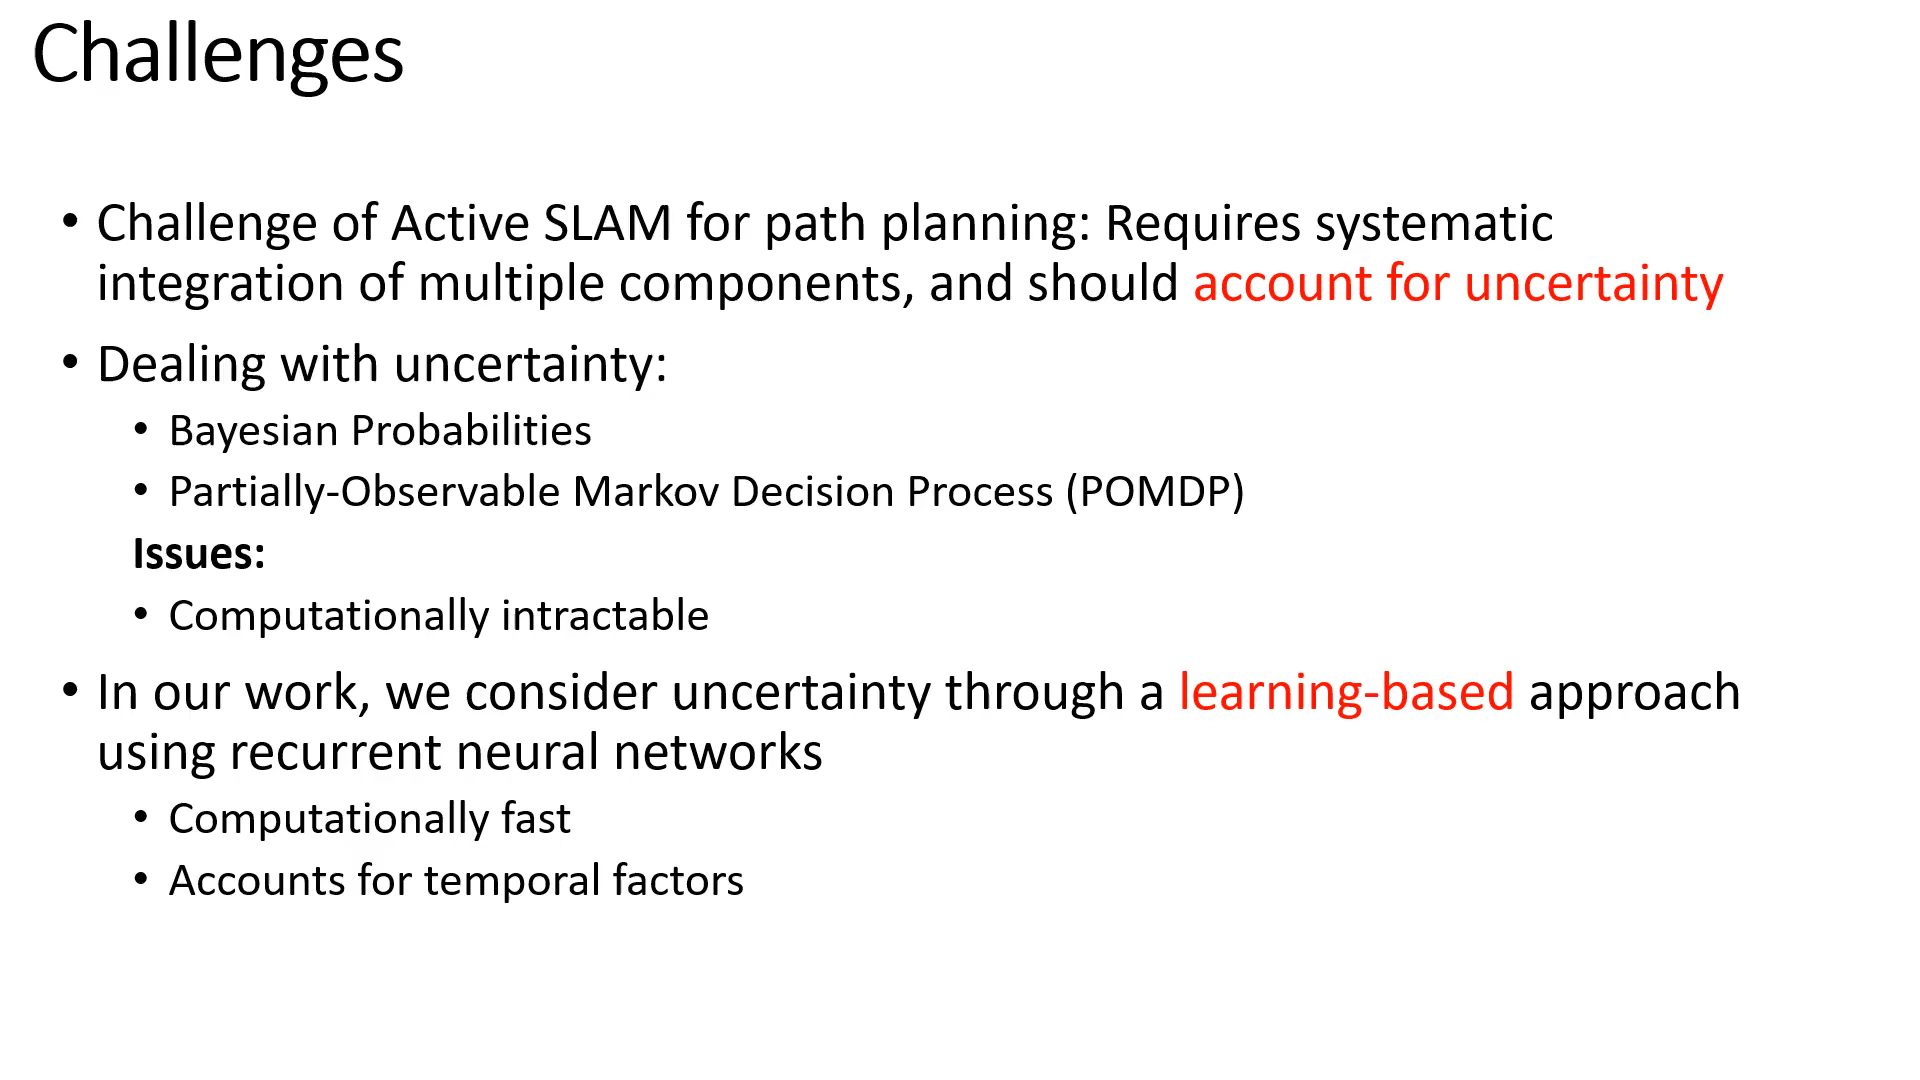 Challenges
• Challenge of Active SLAM for path planning: Requires systematic
integration of multiple components, and should account for uncertainty
• Dealing with uncertainty:
• Bayesian Probabilities
• Partially-Observable Markov Decision Process (POMDP)
Issues:
• Computationally intractable
• In our work, we consider uncertainty through a learning-based approach
using recurrent neural networks
• Computationally fast
• Accounts for temporal factors